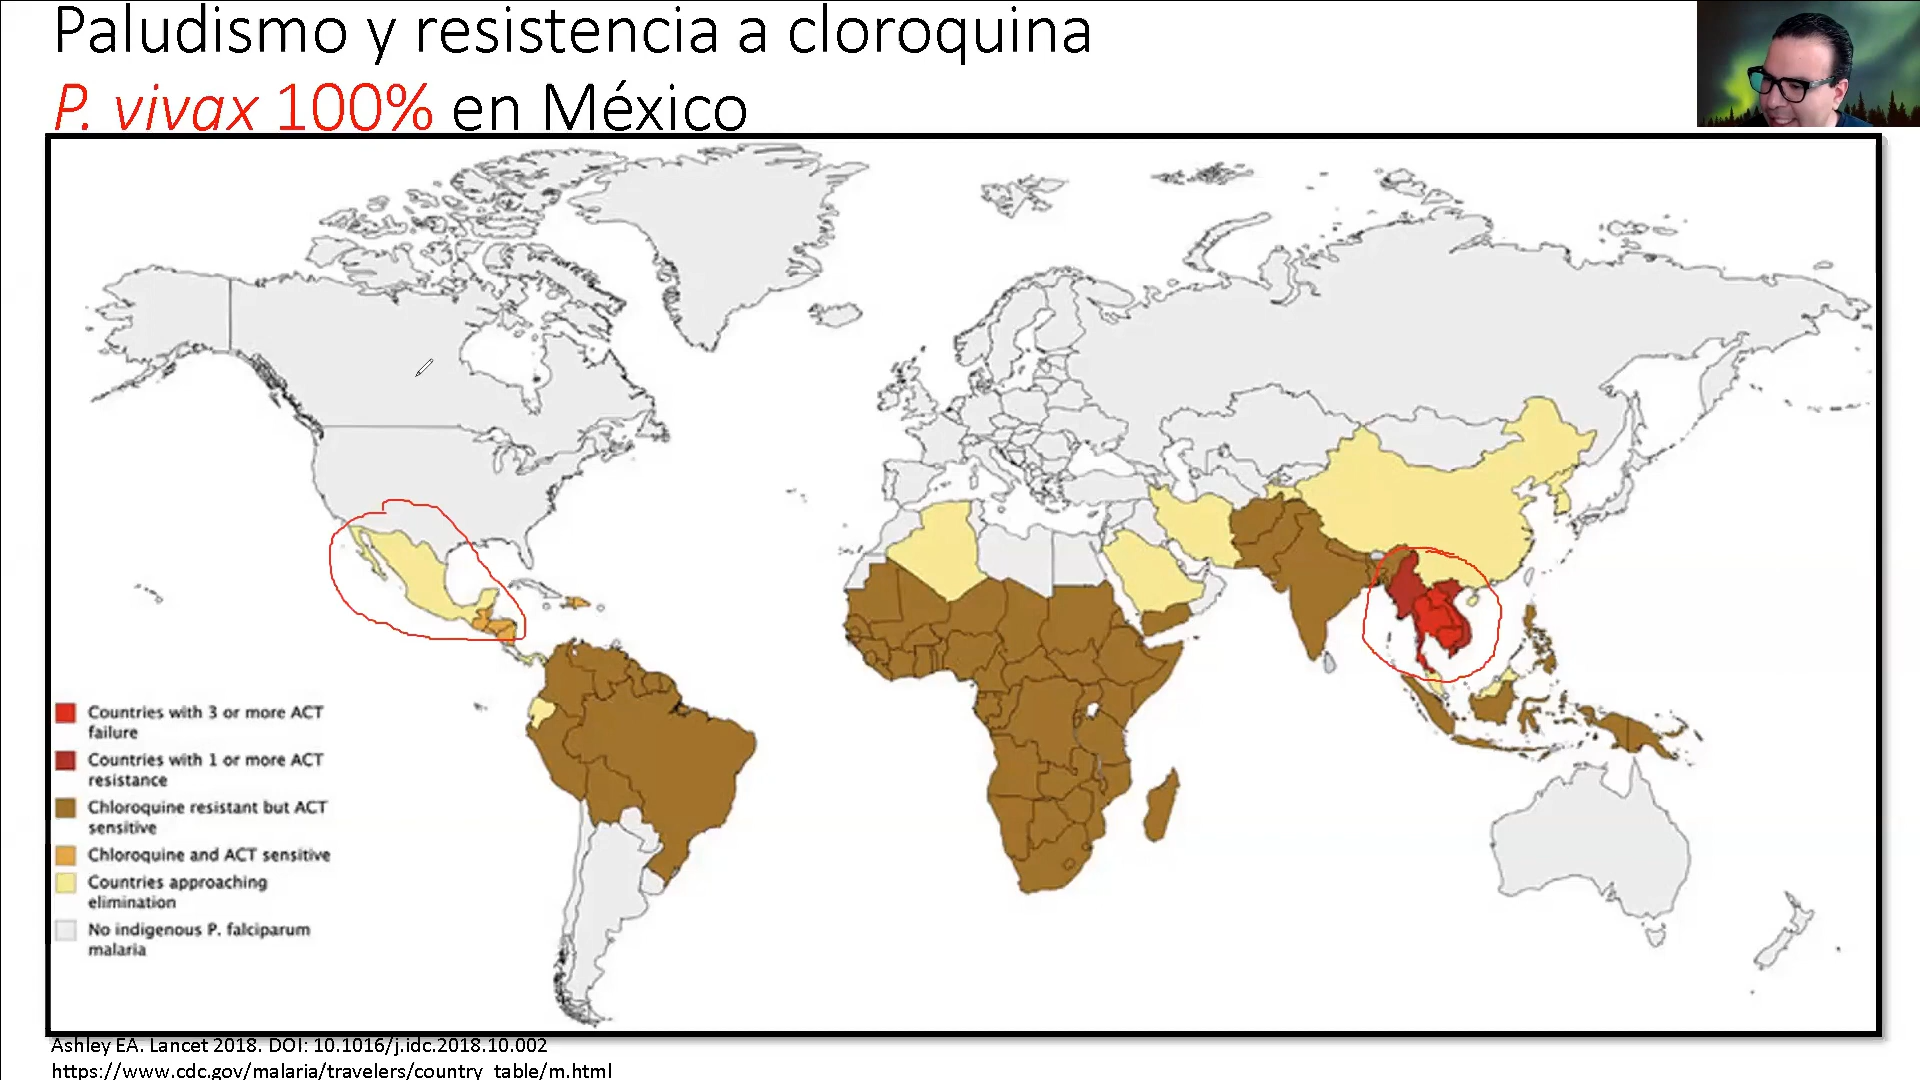 Paludismo y resistencia a cloroquina
P. vivax 100% en México
Countries with 3 or more ACT
failure
Countries with 1 or more ACT
resistance
Chloroquine resistant but ACT
sensitive
Chloroquine and ACT sensitive
Countries approaching
elimination
No indigenous P. falciparum
malaria
Ashley EA. Lancet 2018. DOI: 10.1016/j.idc.2018.10.002
https://www.cdc.gov/malaria/travelers/country_table/m.html